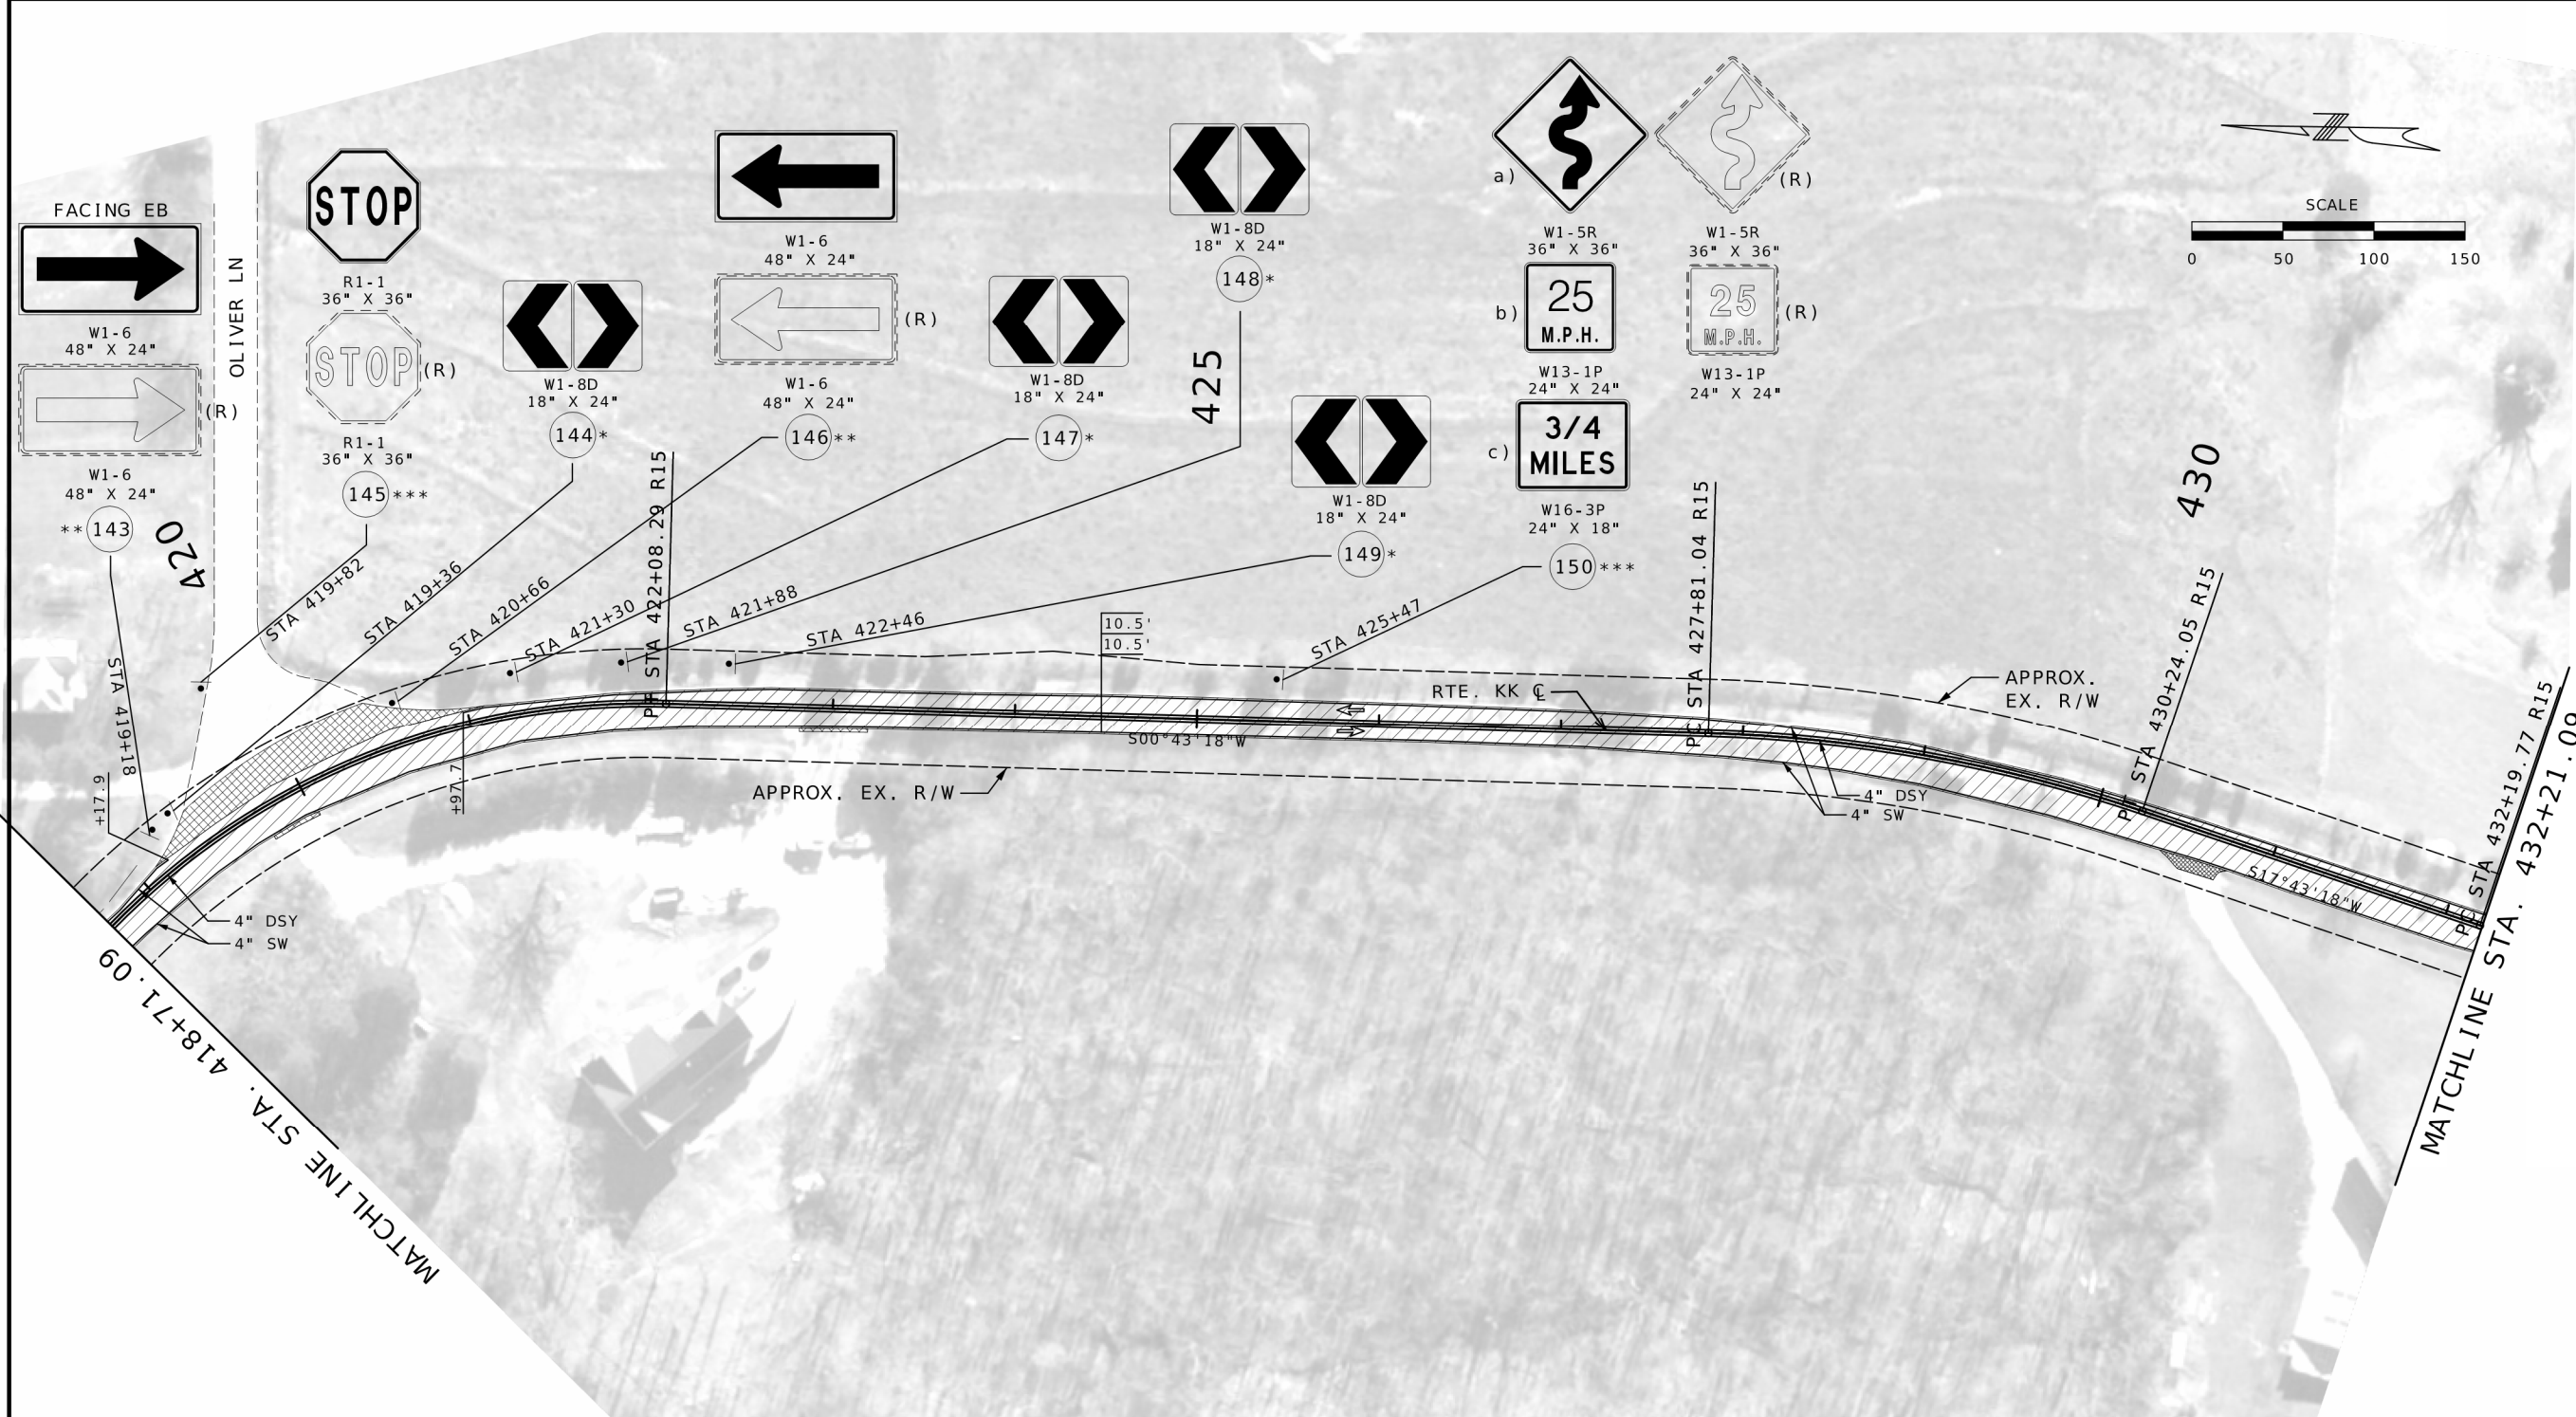 FACING EB
W1-6
48" X 24"
(R)
W1-6
48" X 24"
**143
STA 419+18
+17.9
420
OLIVER LN
STOP
R1-1
36" X 36"
STOP
(R)
R1-1
36" X 36"
145***
STA 419+82
W1-8D
18" X 24"
144*
STA 419+36
W1-6
48" X 24"
(R)
W1-6
48" X 24"
146**
STA 420+66
W1-8D
18" X 24"
147*
STA 421+30
W1-8D
18" X 24"
148*
STA 421+88
425
W1-8D
18" X 24"
149*
STA 422+46
a)
W1-5R
36" X 36"
b)
25
M.P.H.
W13-1P
24" X 24"
c)
3/4
MILES
W16-3P
24" X 18"
150***
STA 425+47
(R)
W1-5R
36" X 36"
25
M.P.H.
(R)
W13-1P
24" X 24"
SCALE
0 50 100 150
430
PT STA 422+08.29 R15
10.5'
10.5'
RTE. KK ℄
PC STA 427+81.04 R15
APPROX.
EX. R/W
STA 430+24.05 R15
PC STA 432+19.77 R15
MATCHLINE STA. 432+21.09
S00°43'18"W
+97.7
APPROX. EX. R/W
4" DSY
4" SW
S17°43'18"W
4" DSY
4" SW
MATCHLINE STA. 418+71.09